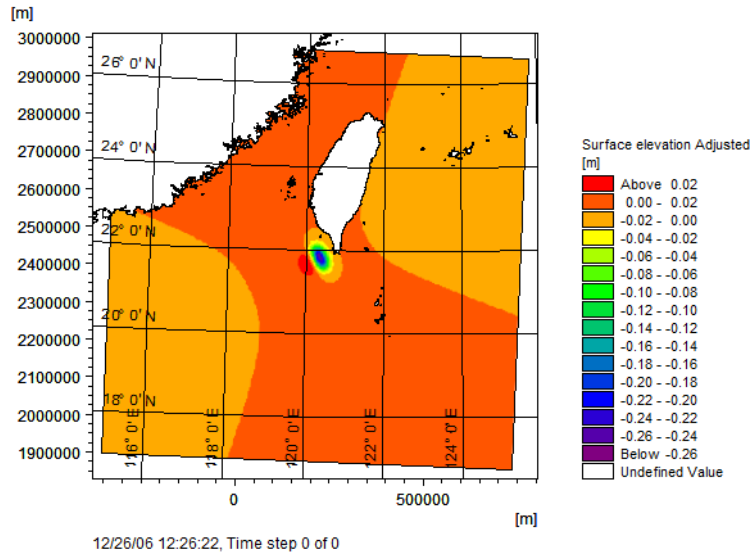 [m]
3000000
2900000
2800000
2700000
2600000
2500000
2400000
2300000
2200000
2100000
2000000
1900000
26° 0' N
24° 0' N
22° 0' N
20° 0' N
18° 0' N
116° 0' E
118° 0' E
120° 0' E
122° 0' E
124° 0' E
0
500000
[m]
12/26/06 12:26:22, Time step 0 of 0
Surface elevation Adjusted
[m]
Above 0.02
0.00 - 0.02
-0.02 - 0.00
-0.04 - -0.02
-0.06 - -0.04
-0.08 - -0.06
-0.10 - -0.08
-0.12 - -0.10
-0.14 - -0.12
-0.16 - -0.14
-0.18 - -0.16
-0.20 - -0.18
-0.22 - -0.20
-0.24 - -0.22
-0.26 - -0.24
Below -0.26
Undefined Value